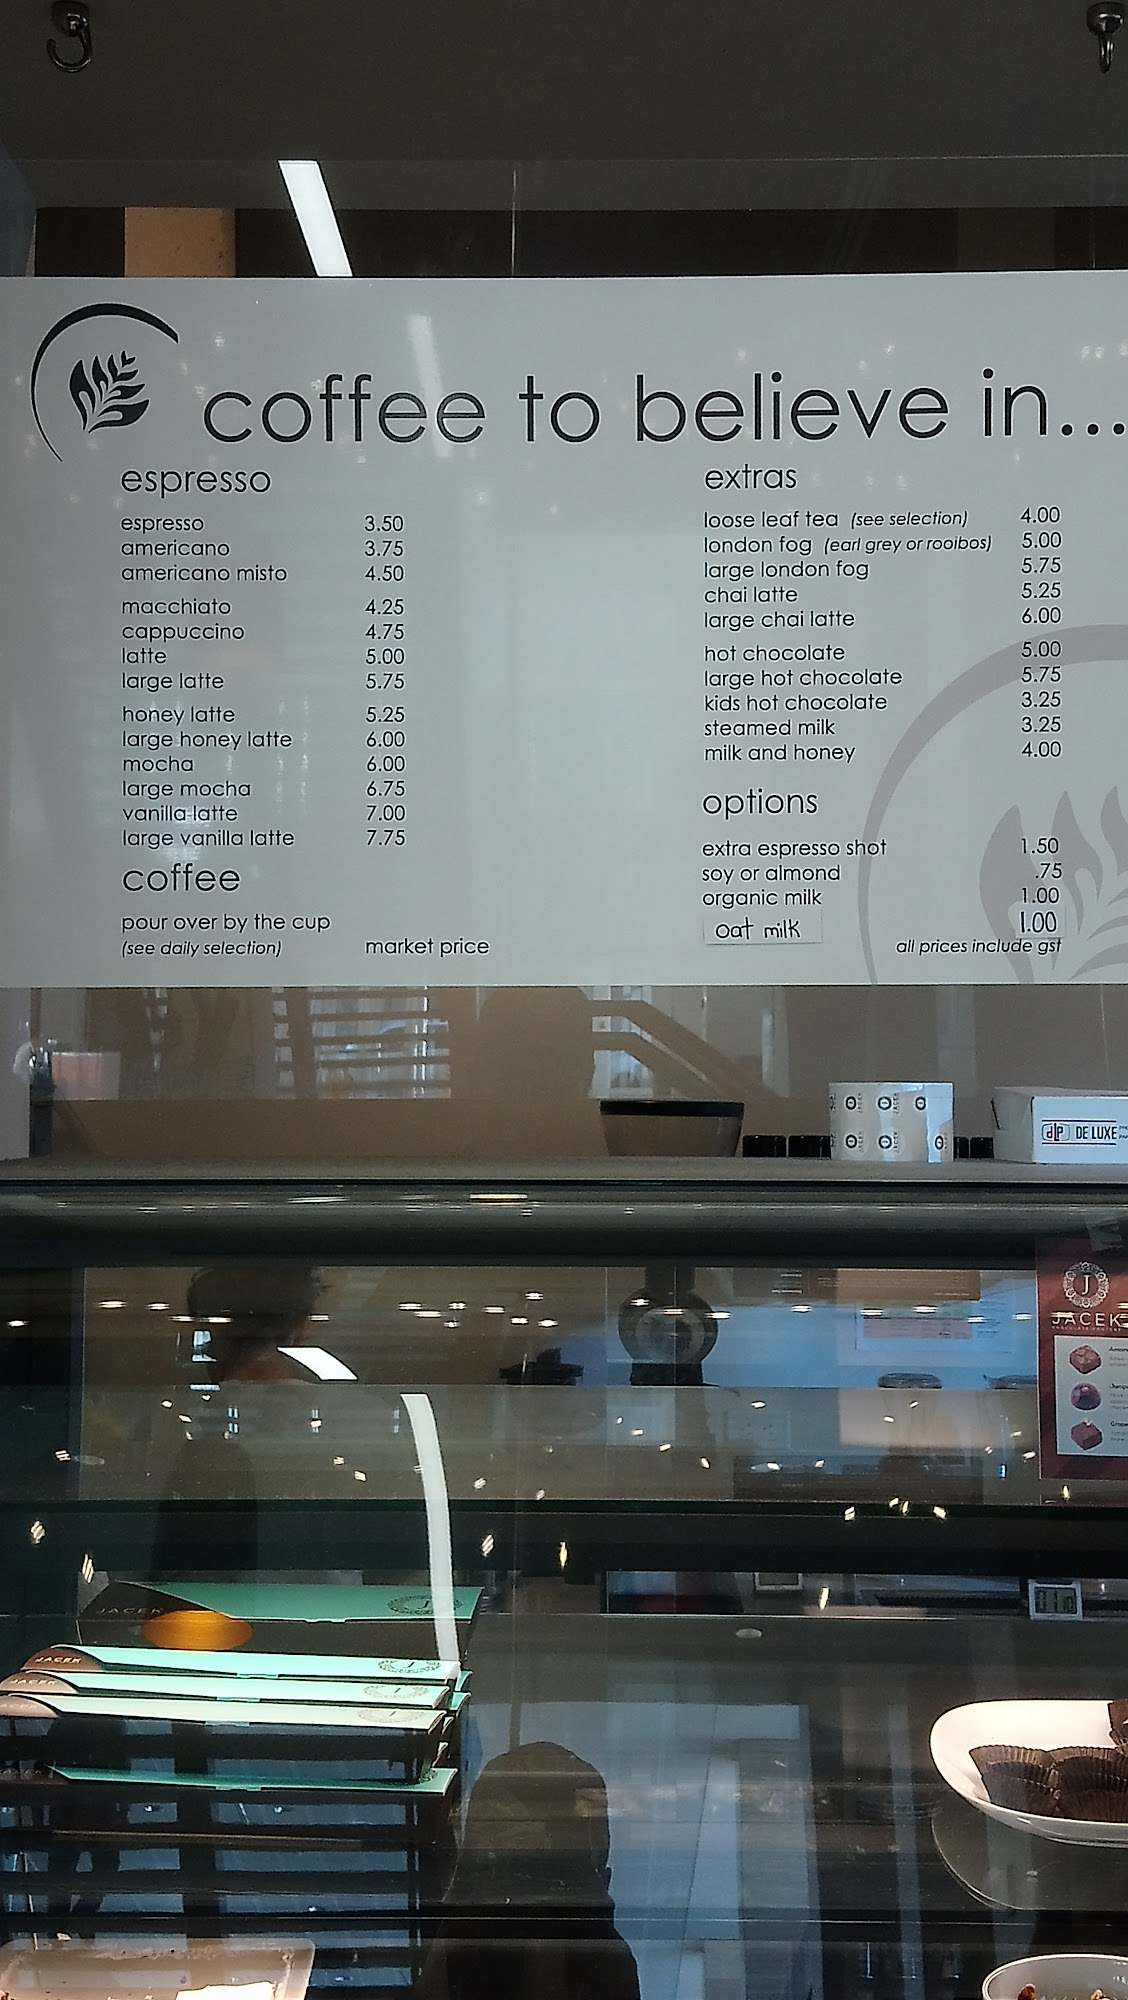 coffee to believe in...
espresso
espresso 3.50
americano 3.75
americano misto 4.50
macchiato 4.25
cappuccino 4.75
latte 5.00
large latte 5.75
honey latte 5.25
large honey latte 6.00
mocha 6.00
large mocha 6.75
vanilla latte 7.00
large vanilla latte 7.75
coffee
pour over by the cup
(see daily selection) market price
extras
loose leaf tea (see selection) 4.00
london fog (earl grey or rooibos) 5.00
large london fog 5.75
chai latte 5.25
large chai latte 6.00
hot chocolate 5.00
large hot chocolate 5.75
kids hot chocolate 3.25
steamed milk 3.25
milk and honey 4.00
options
extra espresso shot 1.50
soy or almond .75
organic milk 1.00
oat milk 1.00
all prices include gst
JACEK
dLP DE LUXE
J
JACEK
JACEK
J
JACEK
J
J
J